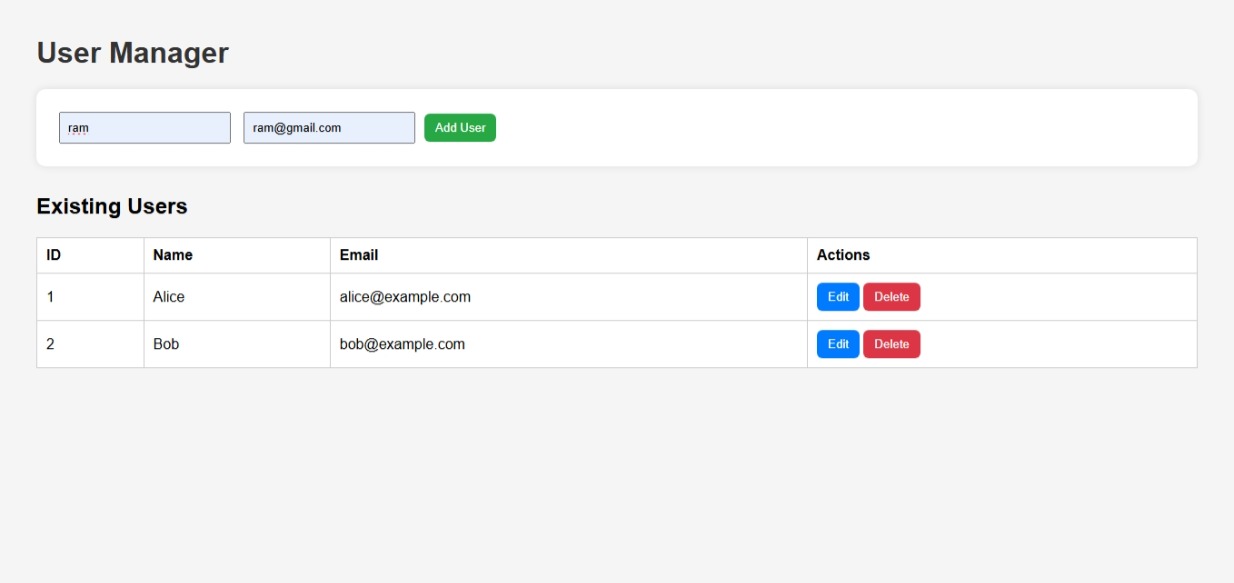 User Manager
ram ram@gmail.com Add User
Existing Users
ID Name Email Actions
1 Alice alice@example.com Edit Delete
2 Bob bob@example.com Edit Delete